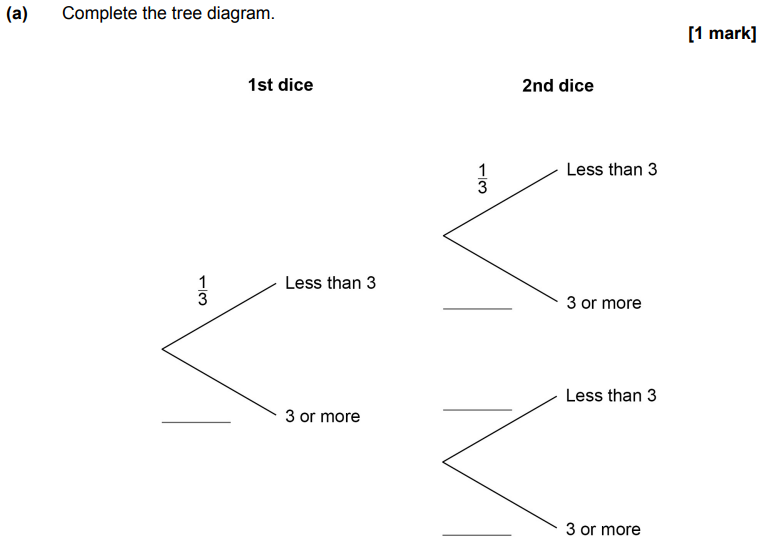 (a) Complete the tree diagram.
[1 mark]
1st dice 2nd dice
1/3 Less than 3
1/3 Less than 3
3 or more
3 or more
Less than 3
3 or more